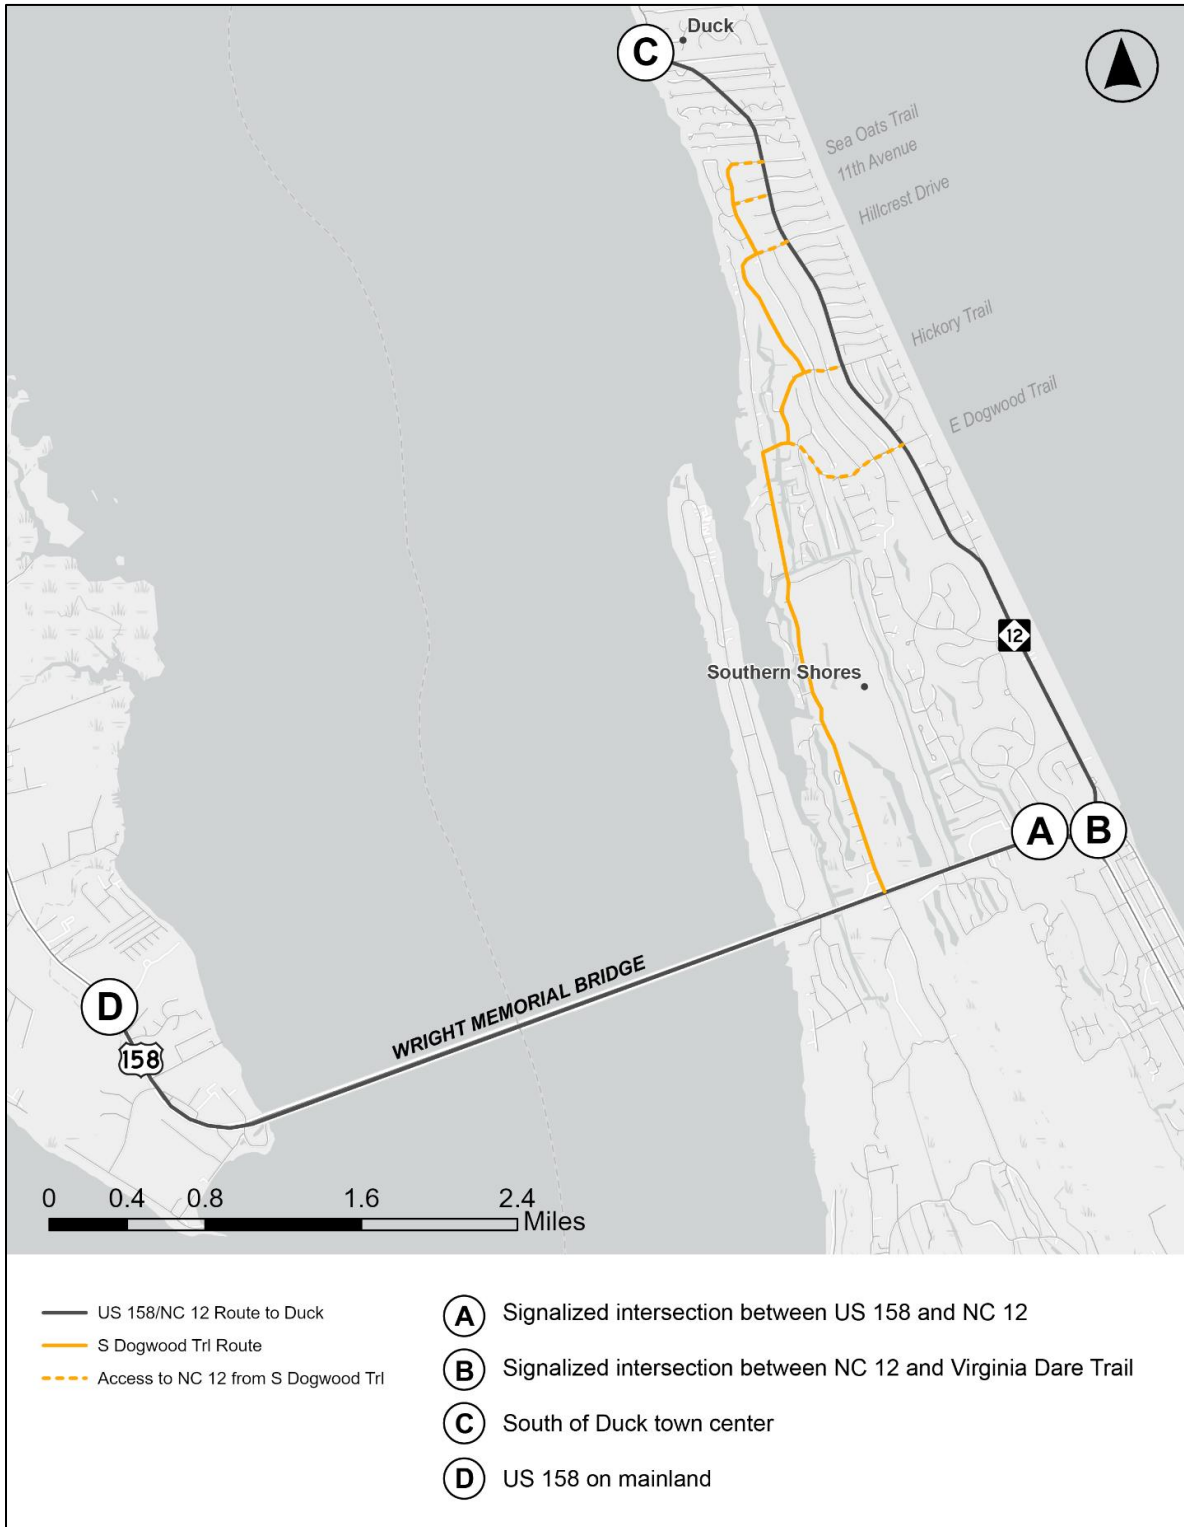 C
Duck
Sea Oats Trail
11th Avenue
Hillcrest Drive
Hickory Trail
E Dogwood Trail
12
Southern Shores
A
B
D
WRIGHT MEMORIAL BRIDGE
158
0 0.4 0.8 1.6 2.4
Miles
US 158/NC 12 Route to Duck
S Dogwood Trl Route
Access to NC 12 from S Dogwood Trl
A Signalized intersection between US 158 and NC 12
B Signalized intersection between NC 12 and Virginia Dare Trail
C South of Duck town center
D US 158 on mainland